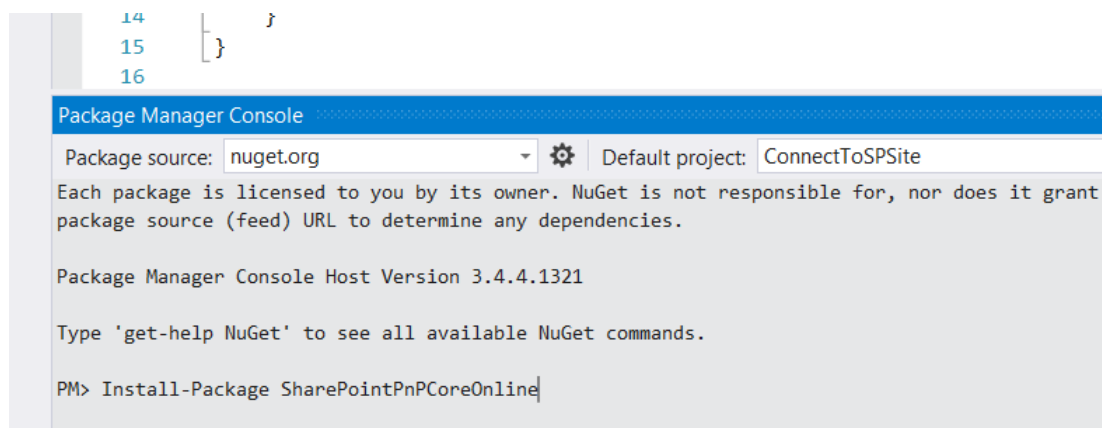 14 }
15 }
16
Package Manager Console
Package source: nuget.org Default project: ConnectToSPSite
Each package is licensed to you by its owner. NuGet is not responsible for, nor does it grant
package source (feed) URL to determine any dependencies.
Package Manager Console Host Version 3.4.4.1321
Type 'get-help NuGet' to see all available NuGet commands.
PM> Install-Package SharePointPnPCoreOnline